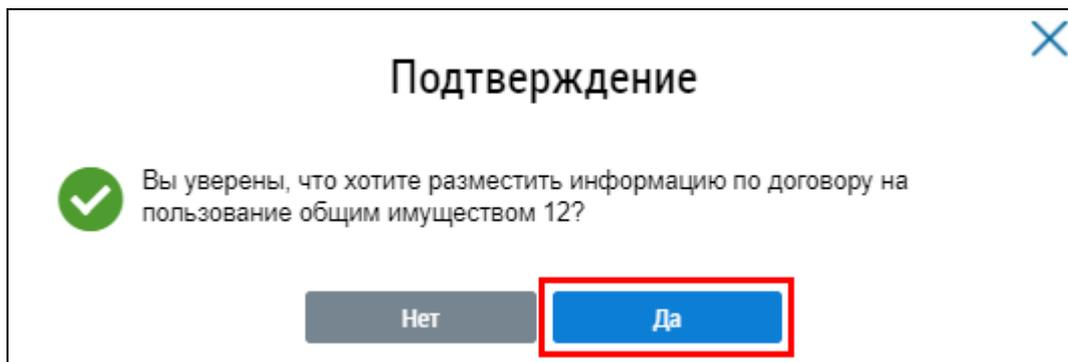 Подтверждение
Вы уверены, что хотите разместить информацию по договору на
пользование общим имуществом 12?
Нет
Да